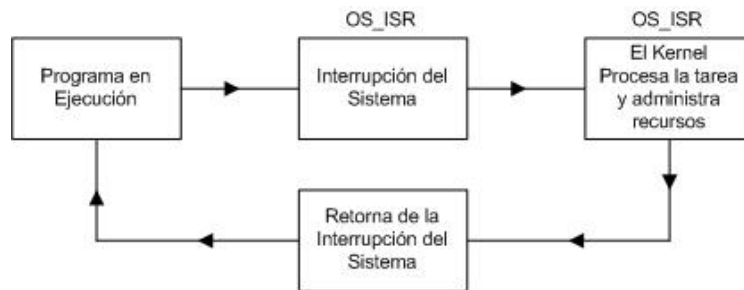 OS_ISR
OS_ISR
Programa en
Ejecución
Interrupción del
Sistema
El Kernel
Procesa la tarea
y administra
recursos
Retorna de la
Interrupción del
Sistema